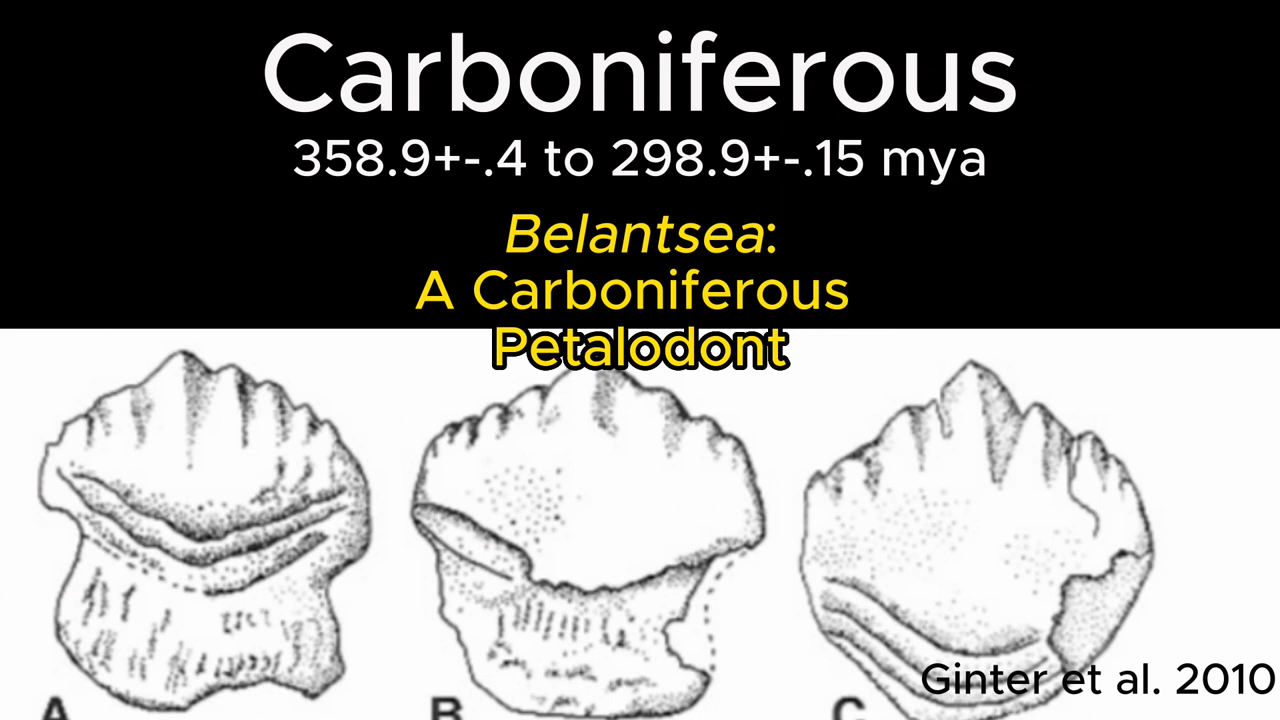 Carboniferous
358.9+-.4 to 298.9+-.15 mya
Belantsea:
A Carboniferous
Petalodont
Ginter et al. 2010
A B C